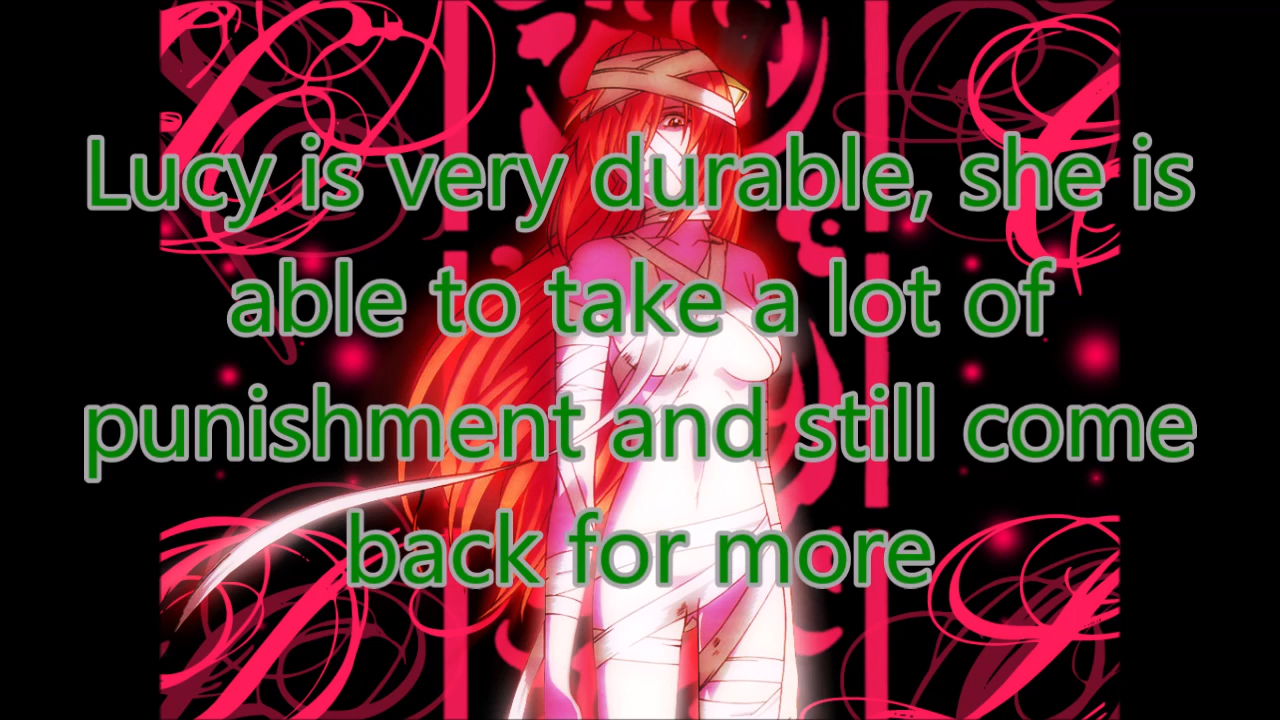 Lucy is very durable, she is
able to take a lot of
punishment and still come
back for more